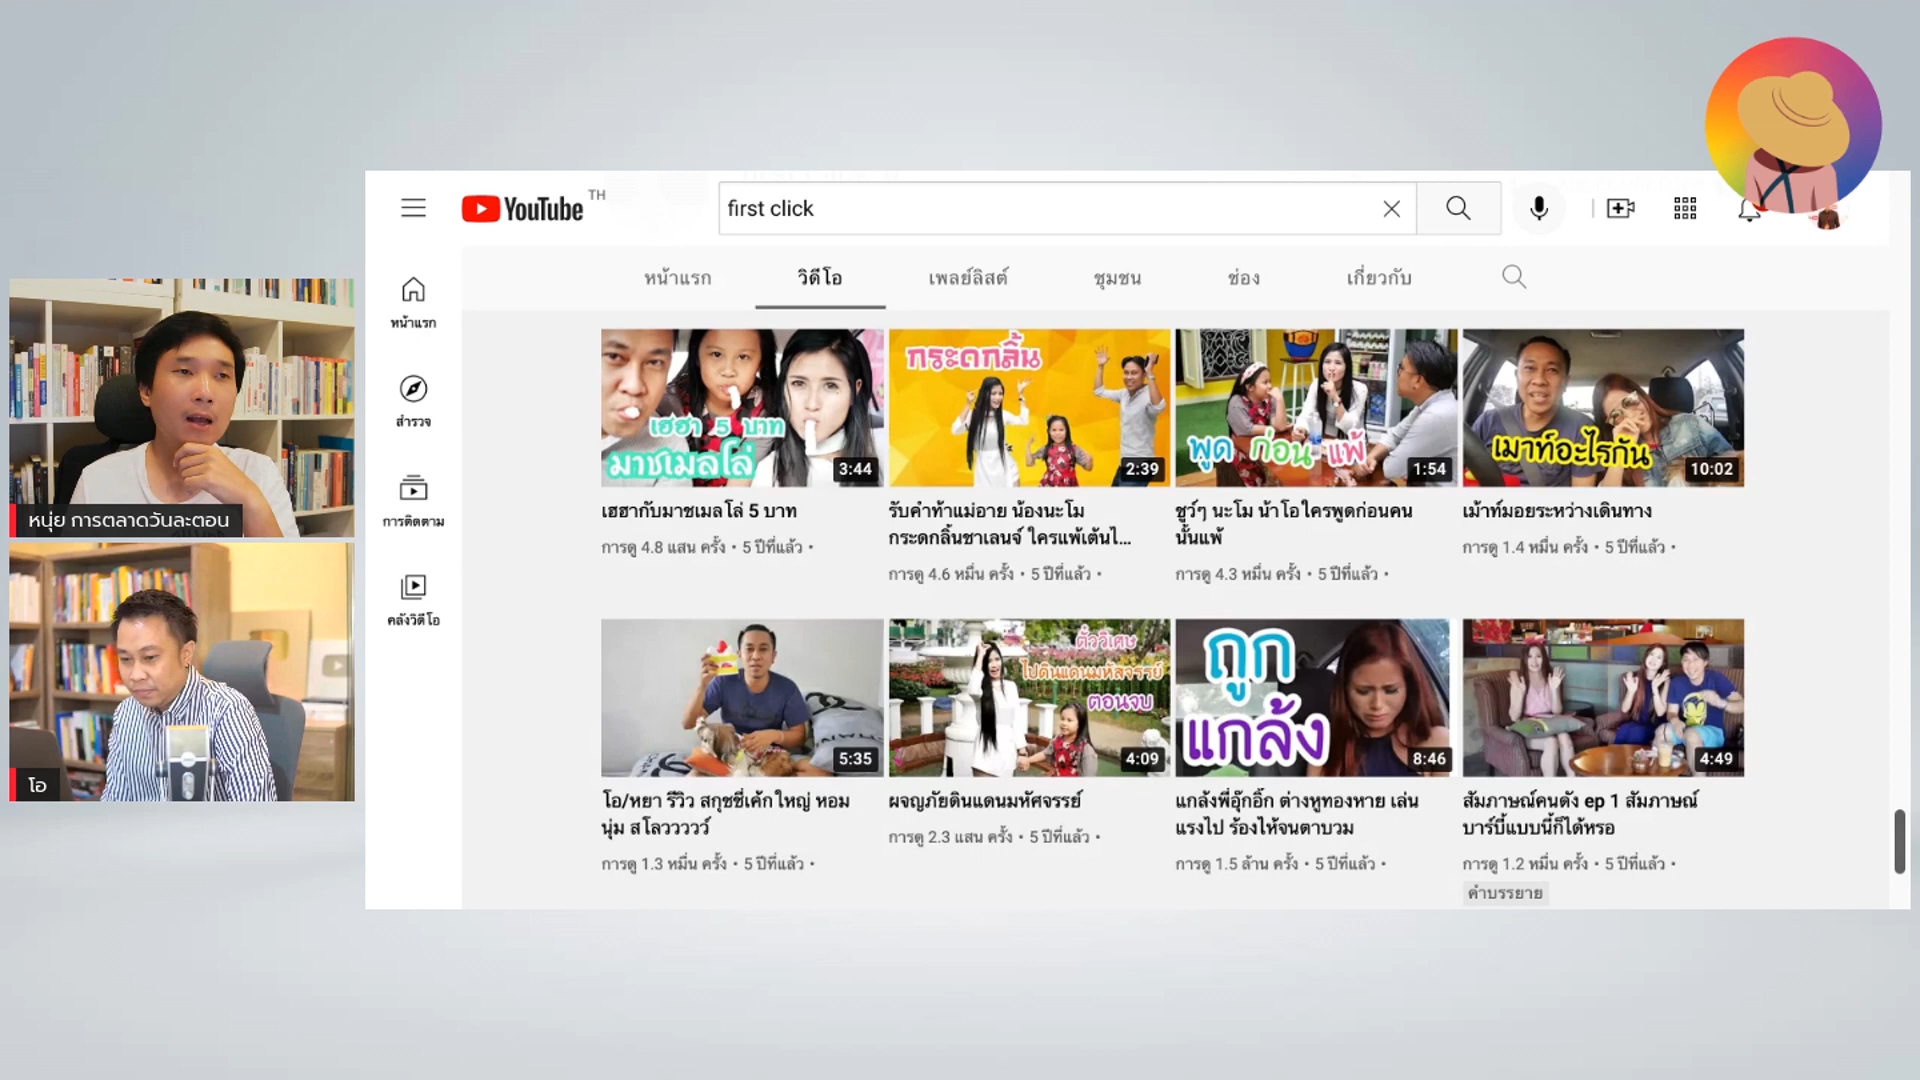 YouTube TH
first click
หน้าแรก
วิดีโอ
เพลย์ลิสต์
ชุมชน
ช่อง
เกี่ยวกับ
หน้าแรก
สำรวจ
การติดตาม
คลังวิดีโอ
หนุ่ย การตลาดวันละตอน
โอ
เฮฮา 5 บาท
มาชเมลโล่
3:44
กระดกลิ้น
2:39
พูด ก่อน แพ้
1:54
เมาท์อะไรกัน
10:02
เฮฮากับมาชเมลโล่ 5 บาท
การดู 4.8 แสน ครั้ง • 5 ปีที่แล้ว •
รับคำท้าแม่อาย น้องนะโม
กระดกลิ้นชาเลนจ์ ใครแพ้เต้นไ...
การดู 4.6 หมื่น ครั้ง • 5 ปีที่แล้ว •
ชูว์ๆ นะโม น้าโอใครพูดก่อนคน
นั้นแพ้
การดู 4.3 หมื่น ครั้ง • 5 ปีที่แล้ว •
เม้าท์มอยระหว่างเดินทาง
การดู 1.4 หมื่น ครั้ง • 5 ปีที่แล้ว •
5:35
ตั๋ววิเศษ
ไปดินแดนมหัศจรรย์
ตอนจบ
4:09
ถูก
แกล้ง
8:46
4:49
โอ/หยา รีวิว สกุชชี่เค้กใหญ่ หอม
นุ่ม สโลววววว์
การดู 1.3 หมื่น ครั้ง • 5 ปีที่แล้ว •
ผจญภัยดินแดนมหัศจรรย์
การดู 2.3 แสน ครั้ง • 5 ปีที่แล้ว •
แกล้งพี่อุ๊กอิ๊ก ต่างหูทองหาย เล่น
แรงไป ร้องไห้จนตาบวม
การดู 1.5 ล้าน ครั้ง • 5 ปีที่แล้ว •
สัมภาษณ์คนดัง ep 1 สัมภาษณ์
บาร์บี้แบบนี้ก็ได้หรอ
การดู 1.2 หมื่น ครั้ง • 5 ปีที่แล้ว •
คำบรรยาย